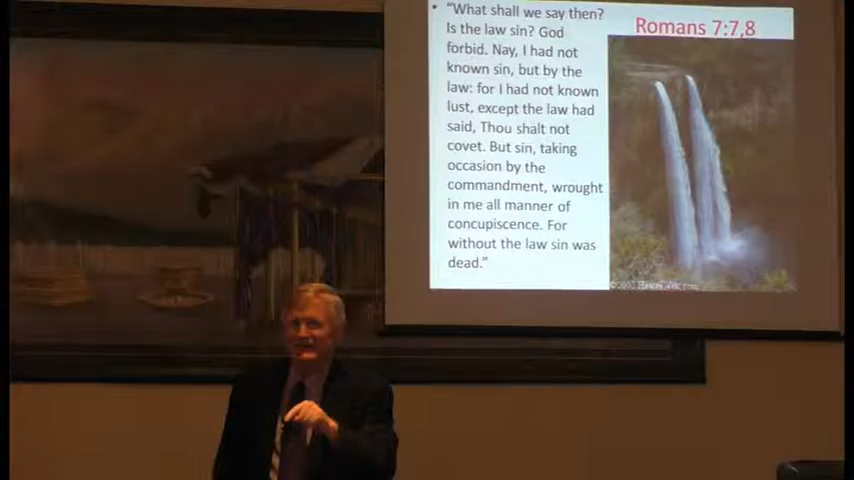 • "What shall we say then?
Is the law sin? God
forbid. Nay, I had not
known sin, but by the
law: for I had not known
lust, except the law had
said, Thou shalt not
covet. But sin, taking
occasion by the
commandment, wrought
in me all manner of
concupiscence. For
without the law sin was
dead."
Romans 7:7,8